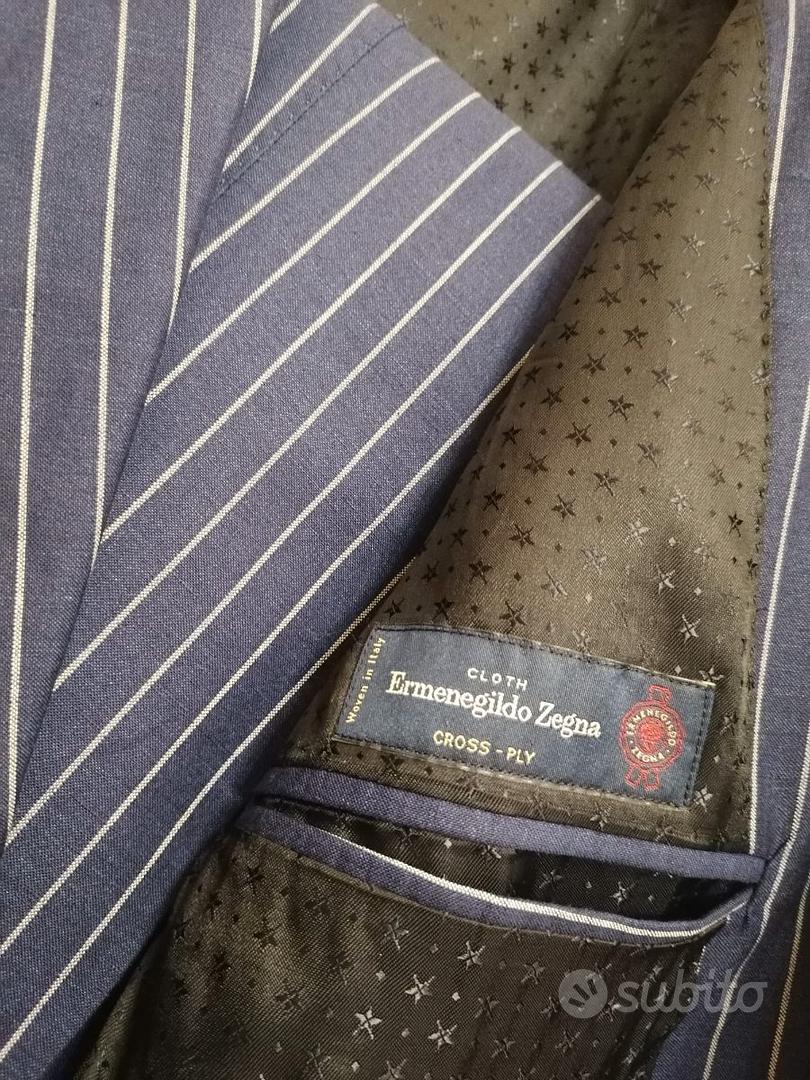 Woven in Italy
CLOTH
Ermenegildo Zegna
CROSS-PLY
ERMENEGILDO
ZEGNA
subito